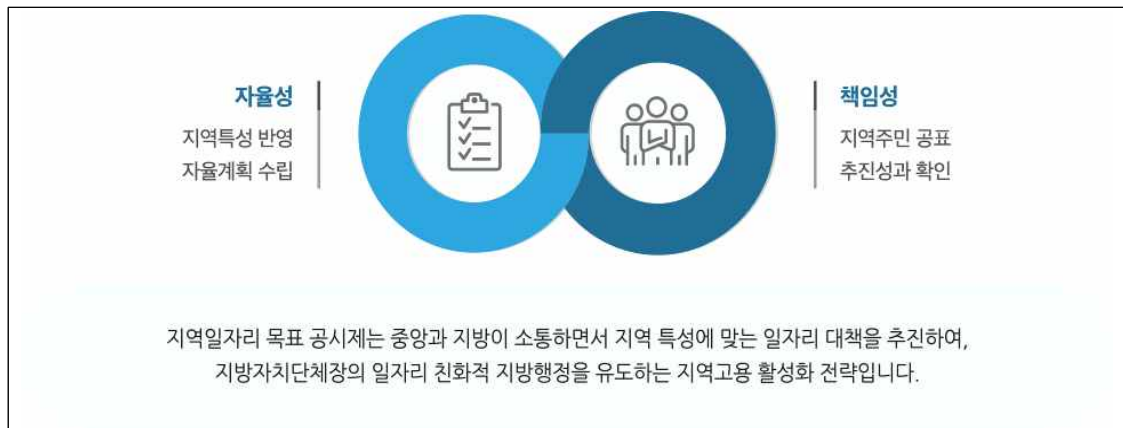 자율성
지역특성 반영
자율계획 수립
책임성
지역주민 공표
추진성과 확인
지역일자리 목표 공시제는 중앙과 지방이 소통하면서 지역 특성에 맞는 일자리 대책을 추진하여,
지방자치단체장의 일자리 친화적 지방행정을 유도하는 지역고용 활성화 전략입니다.